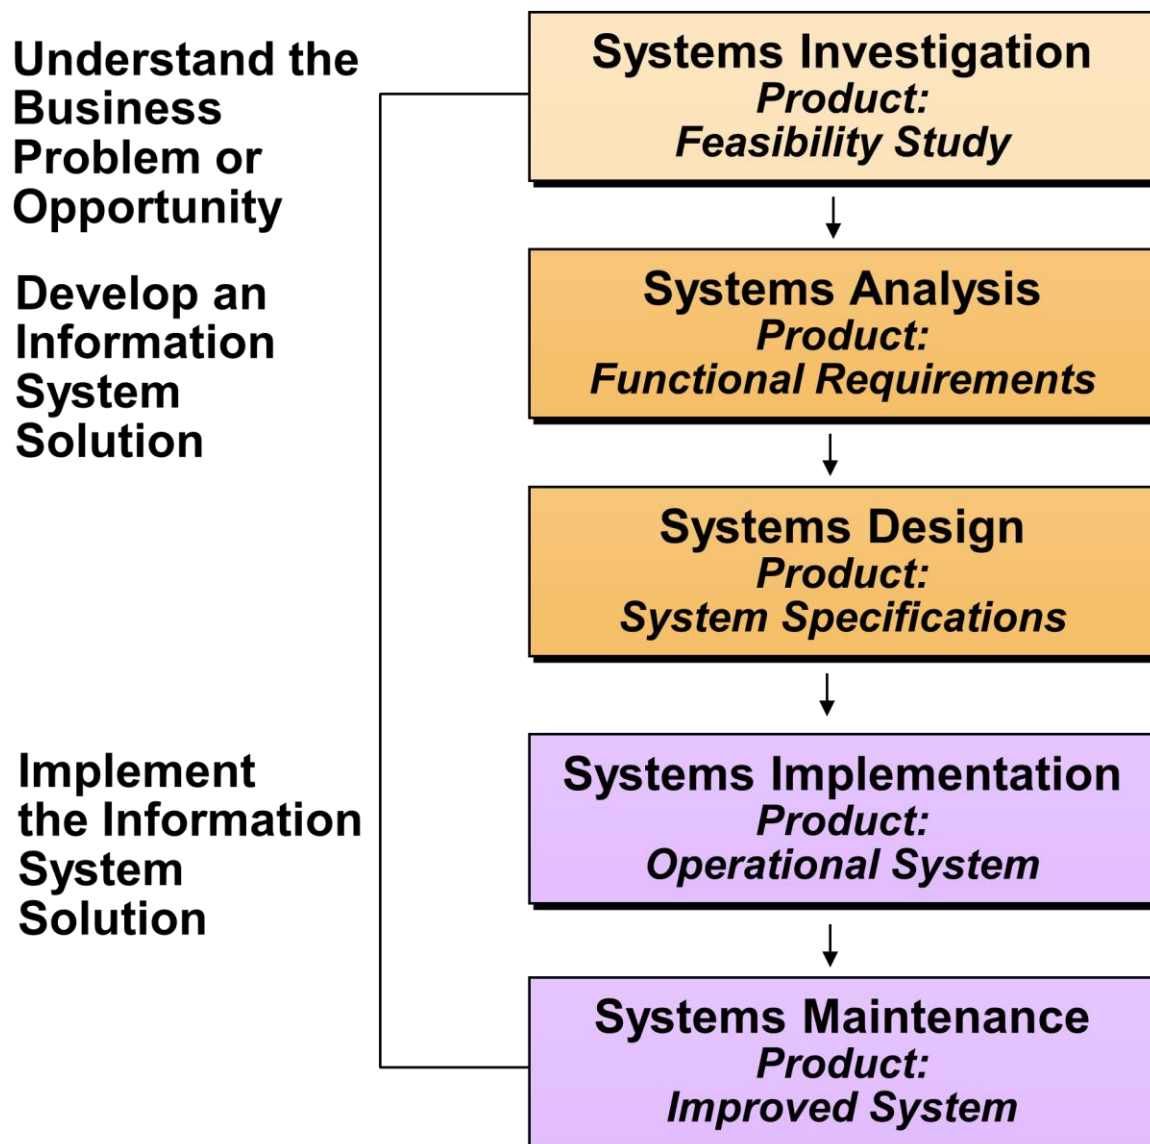 Understand the
Business
Problem or
Opportunity
Systems Investigation
Product:
Feasibility Study
Develop an
Information
System
Solution
Systems Analysis
Product:
Functional Requirements
Systems Design
Product:
System Specifications
Implement
the Information
System
Solution
Systems Implementation
Product:
Operational System
Systems Maintenance
Product:
Improved System